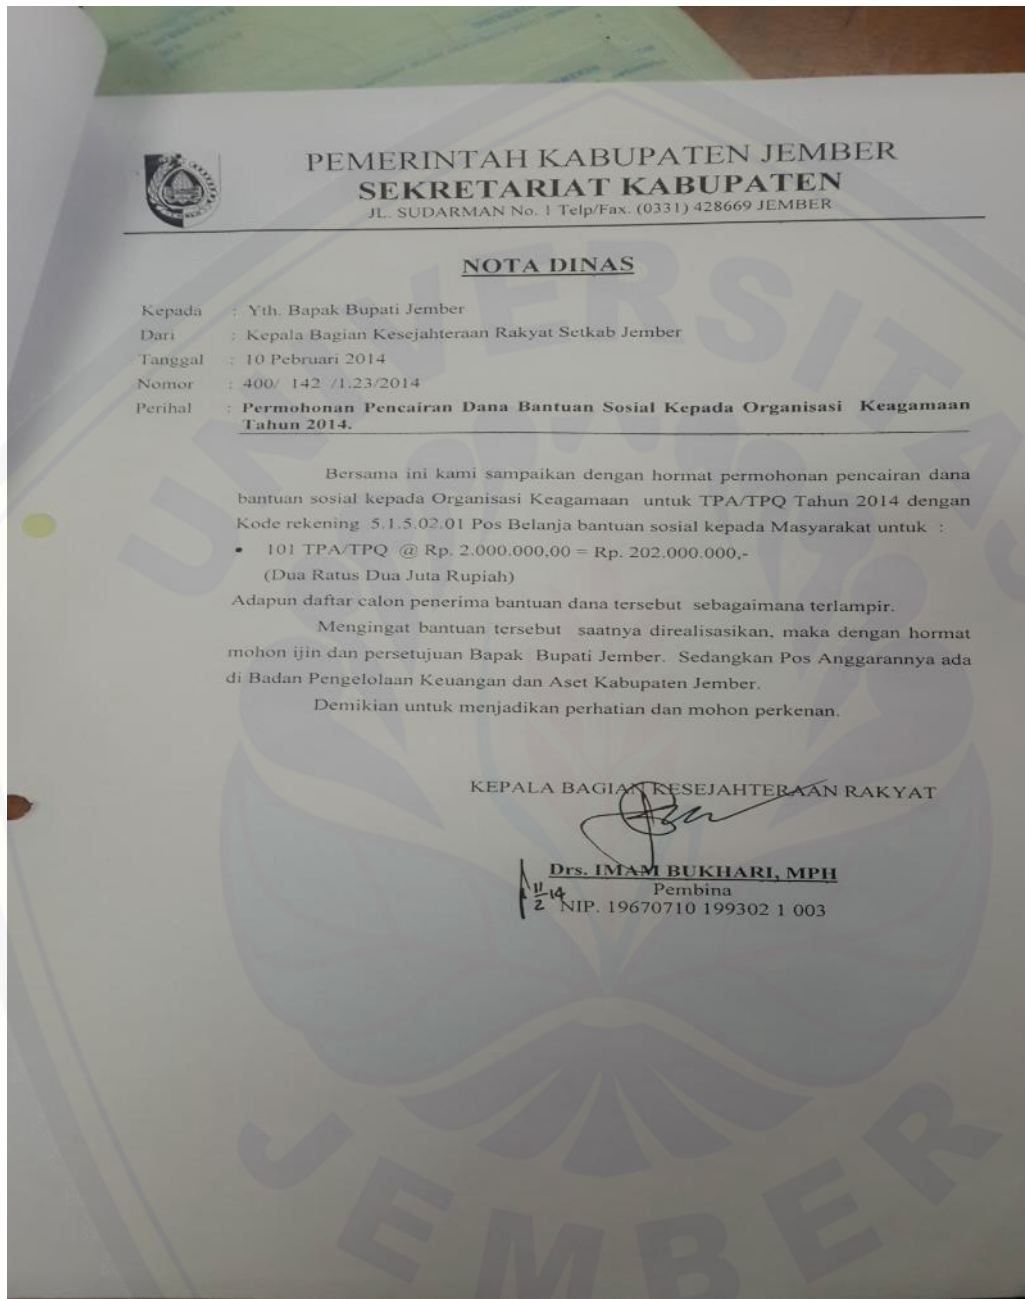 PEMERINTAH KABUPATEN JEMBER
SEKRETARIAT KABUPATEN
JL. SUDARMAN No. 1 Telp/Fax. (0331) 428669 JEMBER
NOTA DINAS
Kepada : Yth. Bapak Bupati Jember
Dari : Kepala Bagian Kesejahteraan Rakyat Setkab Jember
Tanggal : 10 Pebruari 2014
Nomor : 400/ 142 /1.23/2014
Perihal : Permohonan Pencairan Dana Bantuan Sosial Kepada Organisasi Keagamaan
Tahun 2014.
Bersama ini kami sampaikan dengan hormat permohonan pencairan dana
bantuan sosial kepada Organisasi Keagamaan untuk TPA/TPQ Tahun 2014 dengan
Kode rekening 5.1.5.02.01 Pos Belanja bantuan sosial kepada Masyarakat untuk :
• 101 TPA/TPQ @ Rp. 2.000.000,00 = Rp. 202.000.000,-
(Dua Ratus Dua Juta Rupiah)
Adapun daftar calon penerima bantuan dana tersebut sebagaimana terlampir.
Mengingat bantuan tersebut saatnya direalisasikan, maka dengan hormat
mohon ijin dan persetujuan Bapak Bupati Jember. Sedangkan Pos Anggarannya ada
di Badan Pengelolaan Keuangan dan Aset Kabupaten Jember.
Demikian untuk menjadikan perhatian dan mohon perkenan.
KEPALA BAGIAN KESEJAHTERAAN RAKYAT
Drs. IMAM BUKHARI, MPH
Pembina
11/2-14
NIP. 19670710 199302 1 003
UNIVERSITAS
JEMBER